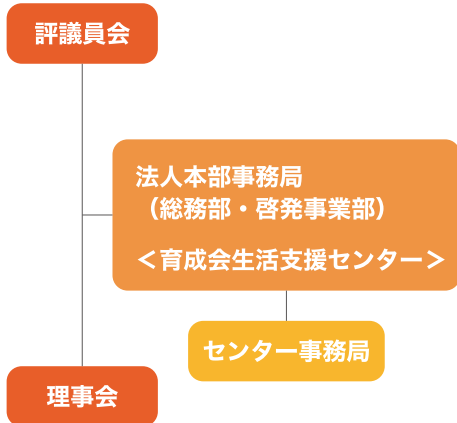 評議員会
法人本部事務局
（総務部・啓発事業部）
＜育成会生活支援センター＞
センター事務局
理事会